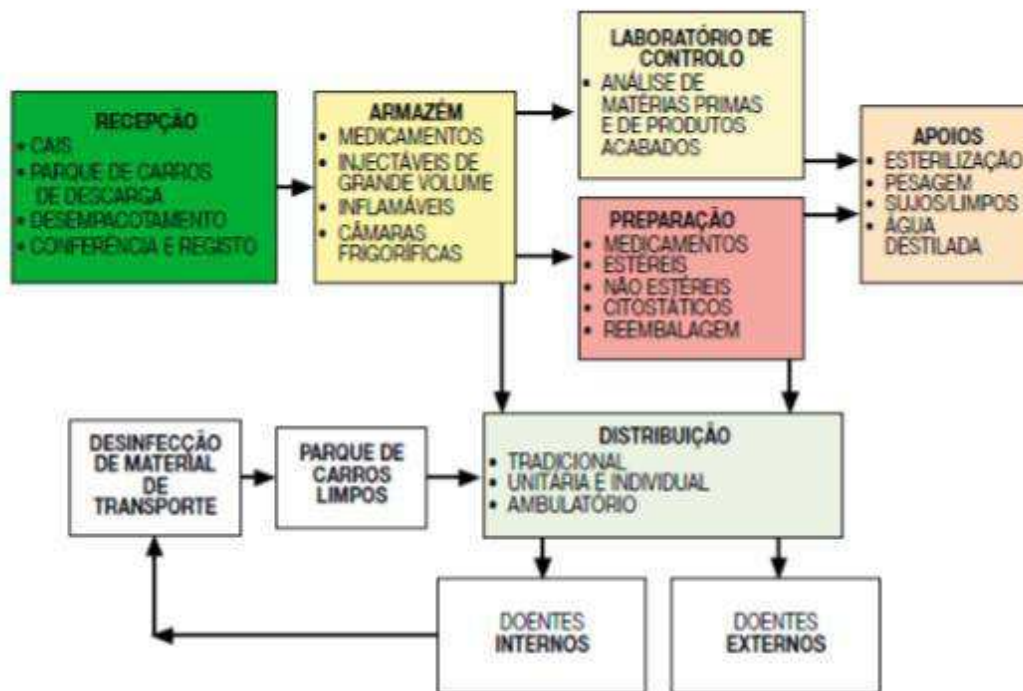 RECEPÇÃO
• CAIS
• PARQUE DE CARROS
DE DESCARGA
• DESEMPACOTAMENTO
• CONFERÊNCIA E REGISTO
ARMAZÉM
• MEDICAMENTOS
• INJECTÁVEIS DE
GRANDE VOLUME
• INFLAMÁVEIS
• CÂMARAS
FRIGORÍFICAS
LABORATÓRIO DE
CONTROLO
• ANÁLISE DE
MATÉRIAS PRIMAS
E DE PRODUTOS
ACABADOS
PREPARAÇÃO
• MEDICAMENTOS
• ESTÉREIS
• NÃO ESTÉREIS
• CITOSTÁTICOS
• REEMBALAGEM
APOIOS
• ESTERILIZAÇÃO
• PESAGEM
• SUJOS/LIMPOS
• ÁGUA
DESTILADA
DESINFECÇÃO
DE MATERIAL
DE
TRANSPORTE
PARQUE DE
CARROS
LIMPOS
DISTRIBUIÇÃO
• TRADICIONAL
• UNITÁRIA E INDIVIDUAL
• AMBULATÓRIO
DOENTES
INTERNOS
DOENTES
EXTERNOS